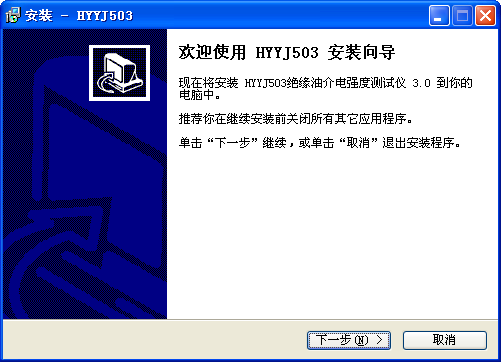 安装 - HYYJ503
欢迎使用 HYYJ503 安装向导
现在将安装 HYYJ503绝缘油介电强度测试仪 3.0 到你的
电脑中。
推荐你在继续安装前关闭所有其它应用程序。
单击“下一步”继续，或单击“取消”退出安装程序。
下一步(N) >
取消